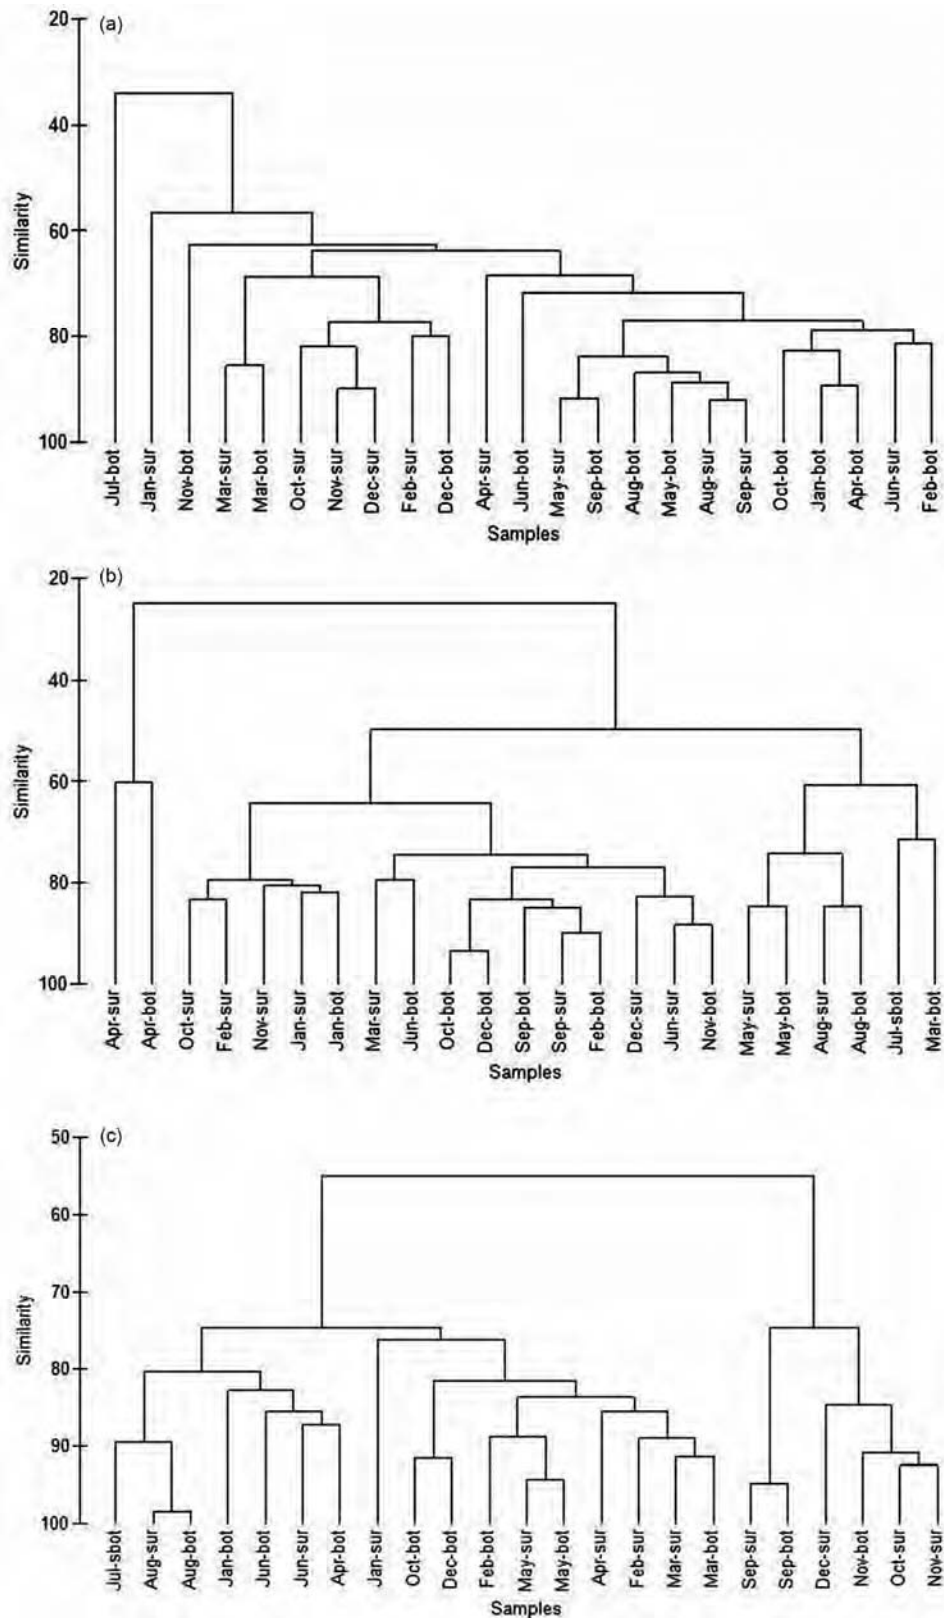 (a)
20
40
60
80
100
Similarity
Jul-bot
Jan-sur
Nov-bot
Mar-sur
Mar-bot
Oct-sur
Nov-sur
Dec-sur
Feb-sur
Dec-bot
Apr-sur
Jun-bot
May-sur
Sep-bot
Aug-bot
May-bot
Aug-sur
Sep-sur
Oct-bot
Jan-bot
Apr-bot
Jun-sur
Feb-bot
Samples
(b)
20
40
60
80
100
Similarity
Apr-sur
Apr-bot
Oct-sur
Feb-sur
Nov-sur
Jan-sur
Jan-bot
Mar-sur
Jun-bot
Oct-bot
Dec-bot
Sep-bot
Sep-sur
Feb-bot
Dec-sur
Jun-sur
Nov-bot
May-sur
May-bot
Aug-sur
Aug-bot
Jul-sbot
Mar-bot
Samples
(c)
50
60
70
80
90
100
Similarity
Jul-sbot
Aug-sur
Aug-bot
Jan-bot
Jun-bot
Jun-sur
Apr-bot
Jan-sur
Oct-bot
Dec-bot
Feb-bot
May-sur
May-bot
Apr-sur
Feb-sur
Mar-sur
Mar-bot
Sep-sur
Sep-bot
Dec-sur
Nov-bot
Oct-sur
Nov-sur
Samples